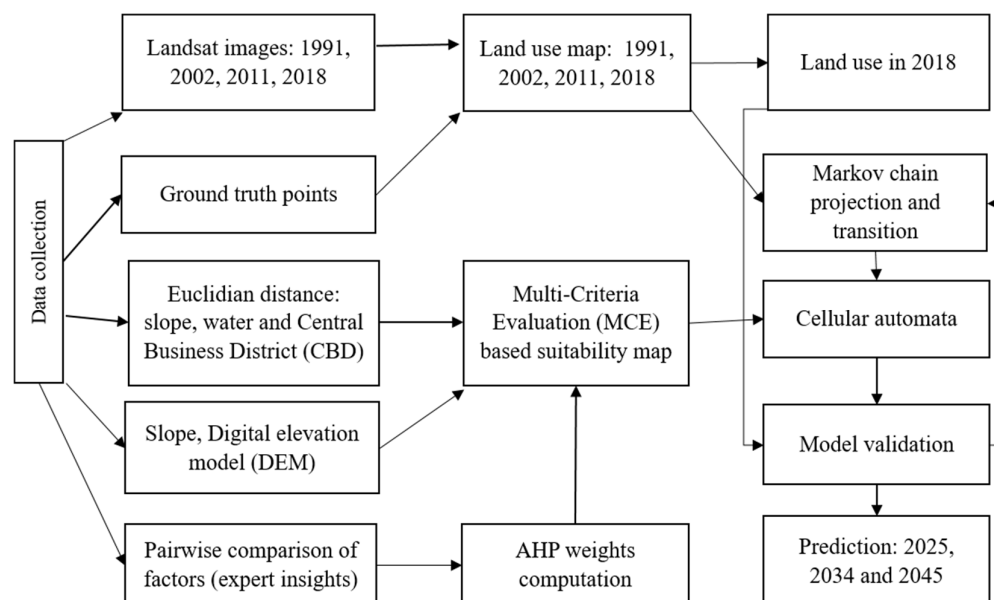 Data collection
Landsat images: 1991,
2002, 2011, 2018
Ground truth points
Euclidian distance:
slope, water and Central
Business District (CBD)
Slope, Digital elevation
model (DEM)
Pairwise comparison of
factors (expert insights)
Land use map:  1991,
2002, 2011, 2018
Multi-Criteria
Evaluation (MCE)
based suitability map
AHP weights
computation
Land use in 2018
Markov chain
projection and
transition
Cellular automata
Model validation
Prediction: 2025,
2034 and 2045